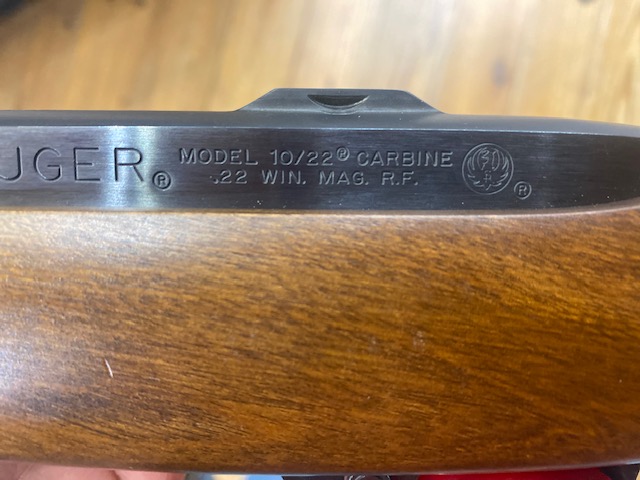 UGER®
MODEL 10/22® CARBINE
.22 WIN. MAG. R.F.
®